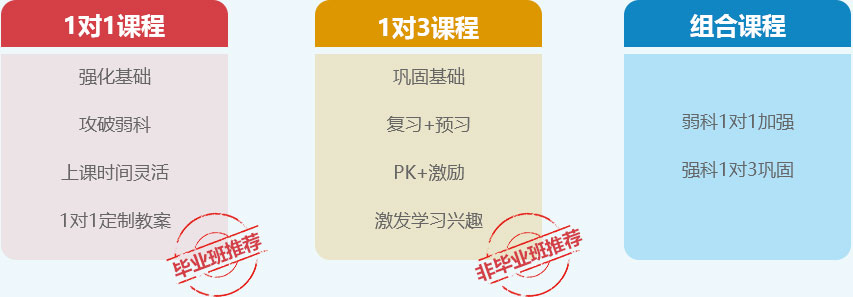 1对1课程
强化基础
攻破弱科
上课时间灵活
1对1定制教案
毕业班推荐
1对3课程
巩固基础
复习+预习
PK+激励
激发学习兴趣
非毕业班推荐
组合课程
弱科1对1加强
强科1对3巩固